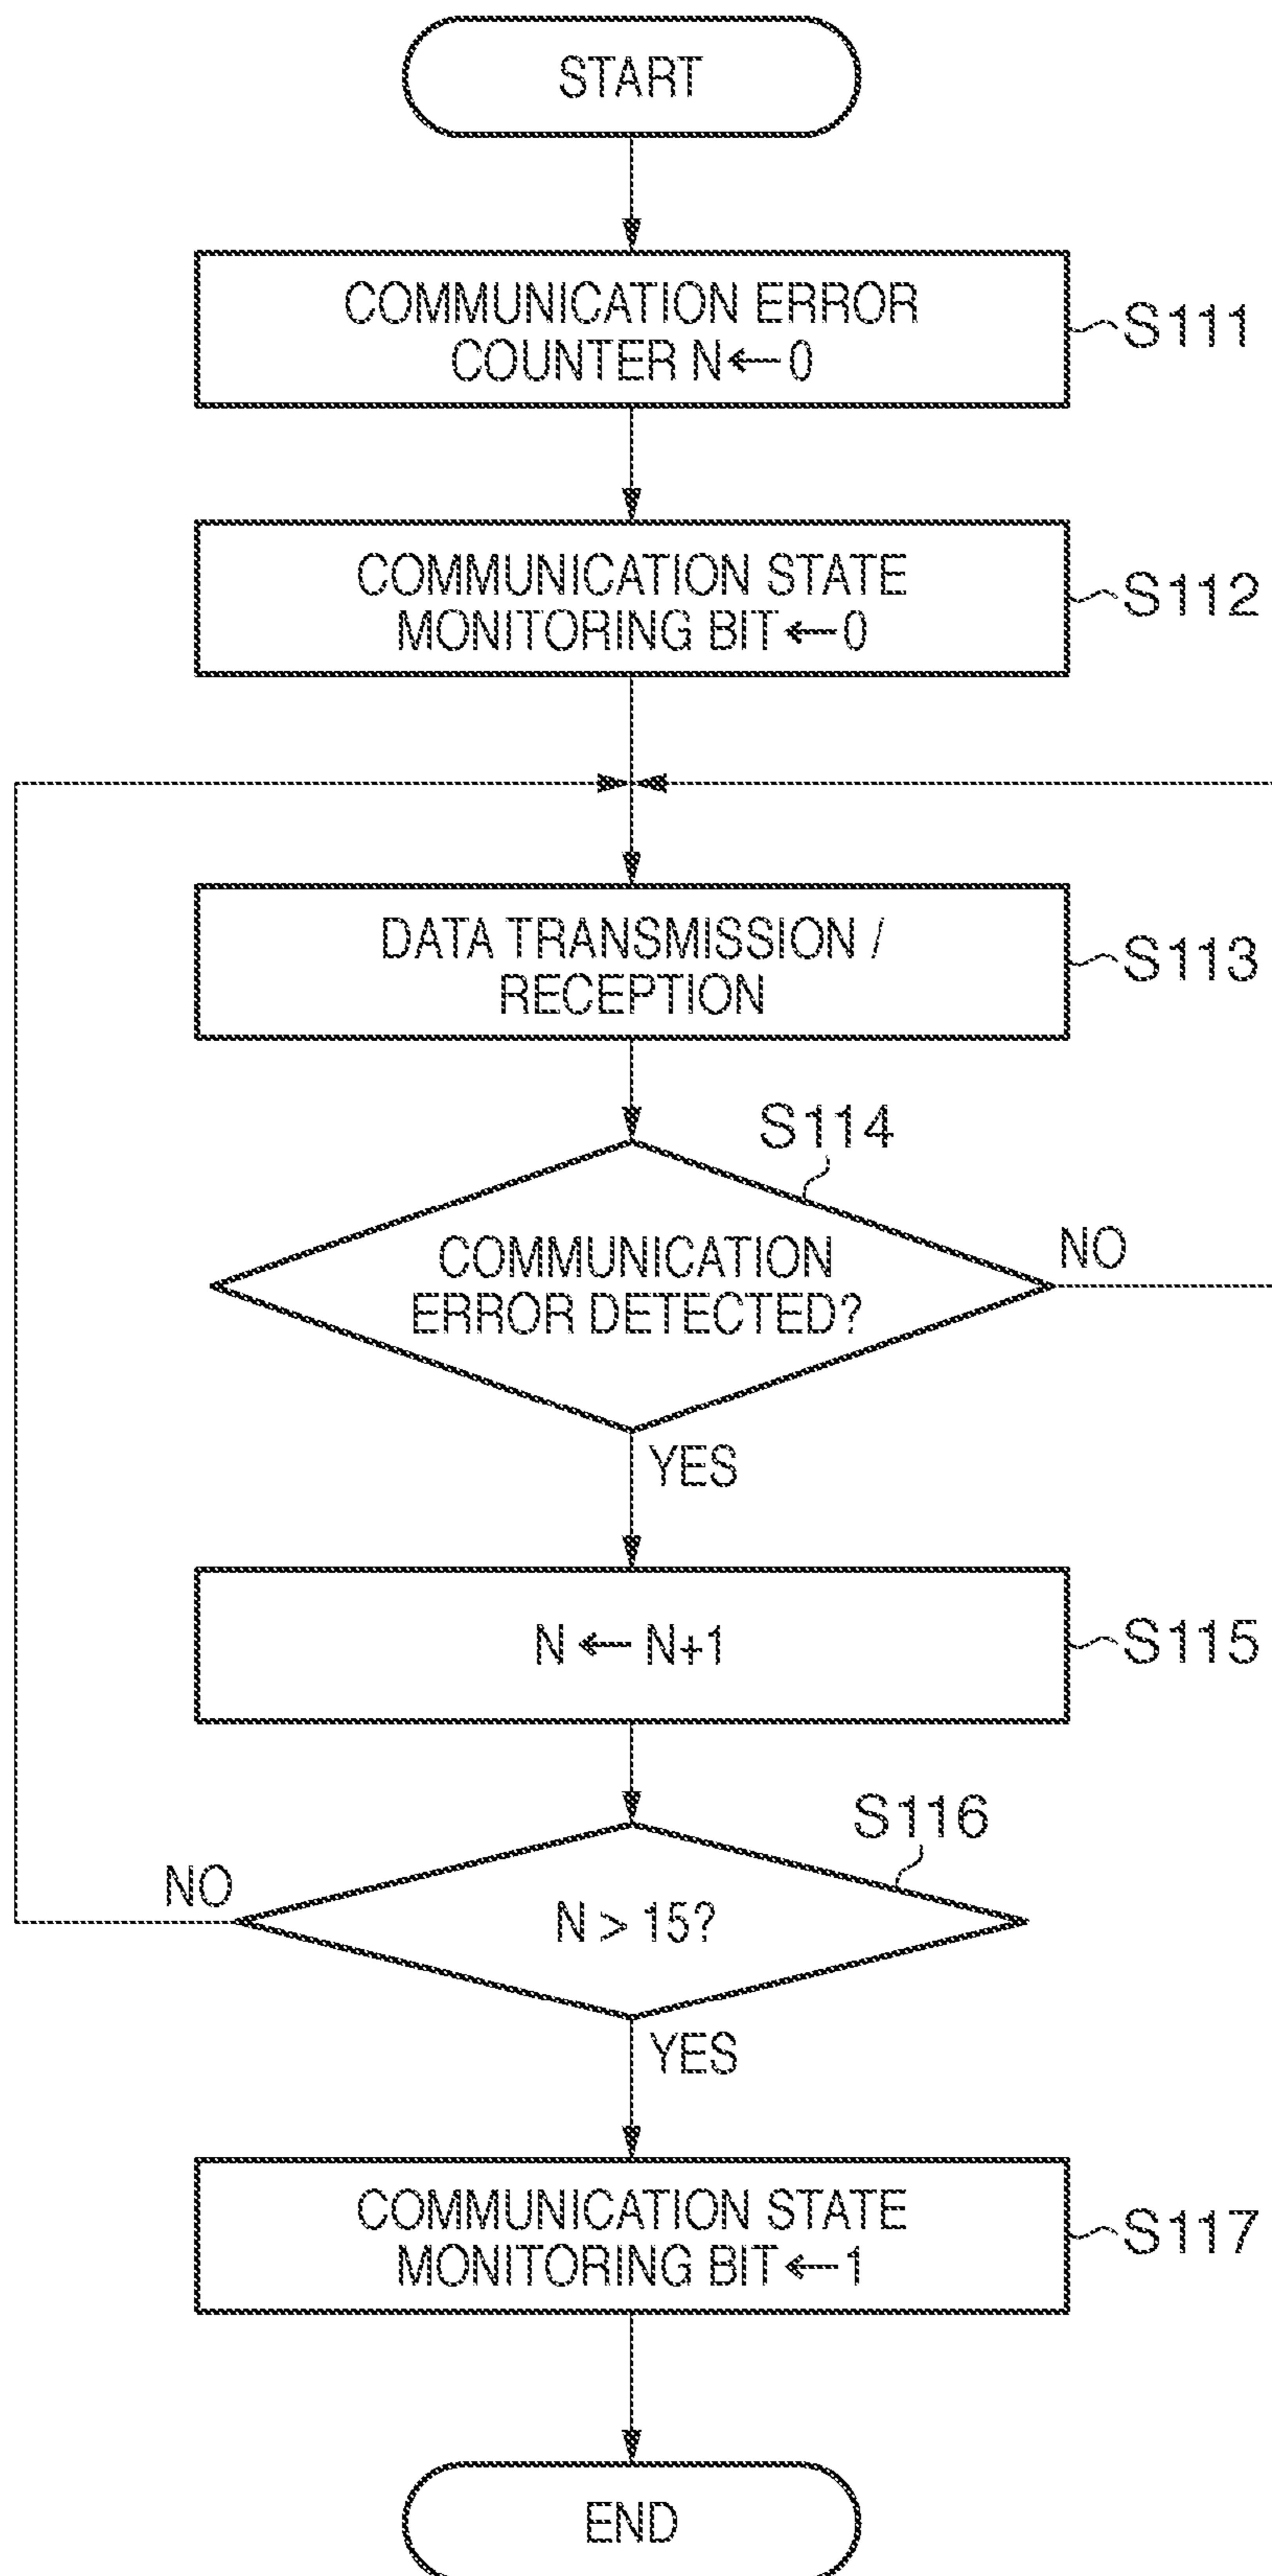 START
COMMUNICATION ERROR
COUNTER N←0
S111
COMMUNICATION STATE
MONITORING BIT←0
S112
DATA TRANSMISSION /
RECEPTION
S113
S114
COMMUNICATION
ERROR DETECTED?
NO
YES
N ← N+1
S115
S116
NO
N > 15?
YES
COMMUNICATION STATE
MONITORING BIT←1
S117
END